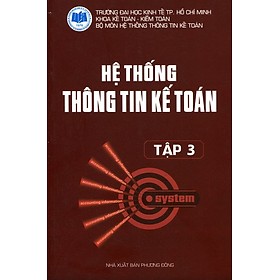 TRƯỜNG ĐẠI HỌC KINH TẾ TP. HỒ CHÍ MINH
KHOA KẾ TOÁN - KIỂM TOÁN
BỘ MÔN HỆ THỐNG THÔNG TIN KẾ TOÁN
HỆ THỐNG
THÔNG TIN KẾ TOÁN
TẬP 3
system
NHÀ XUẤT BẢN PHƯƠNG ĐÔNG